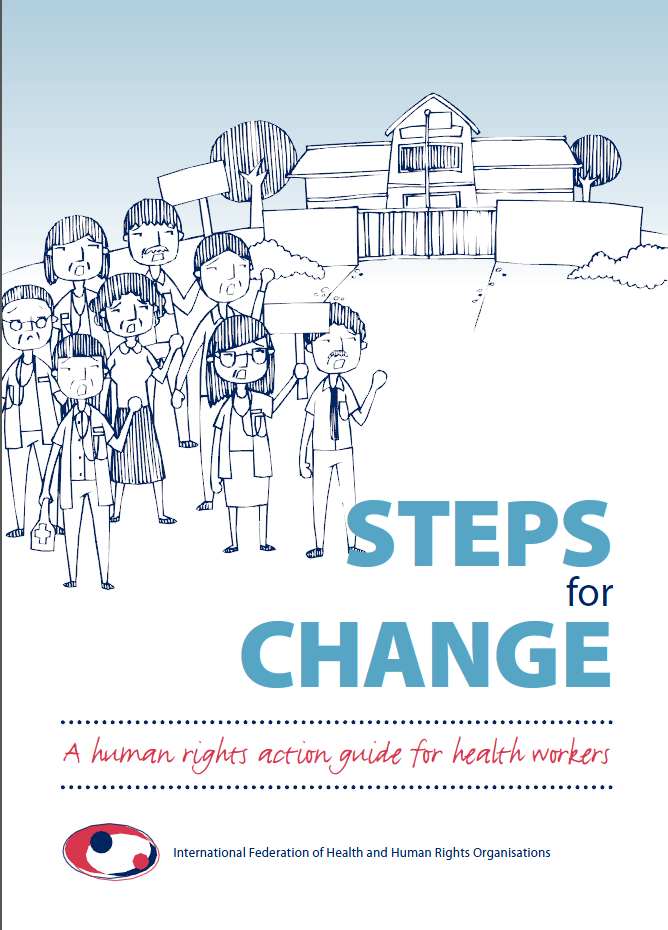 STEPS
for
CHANGE
A human rights action guide for health workers
International Federation of Health and Human Rights Organisations